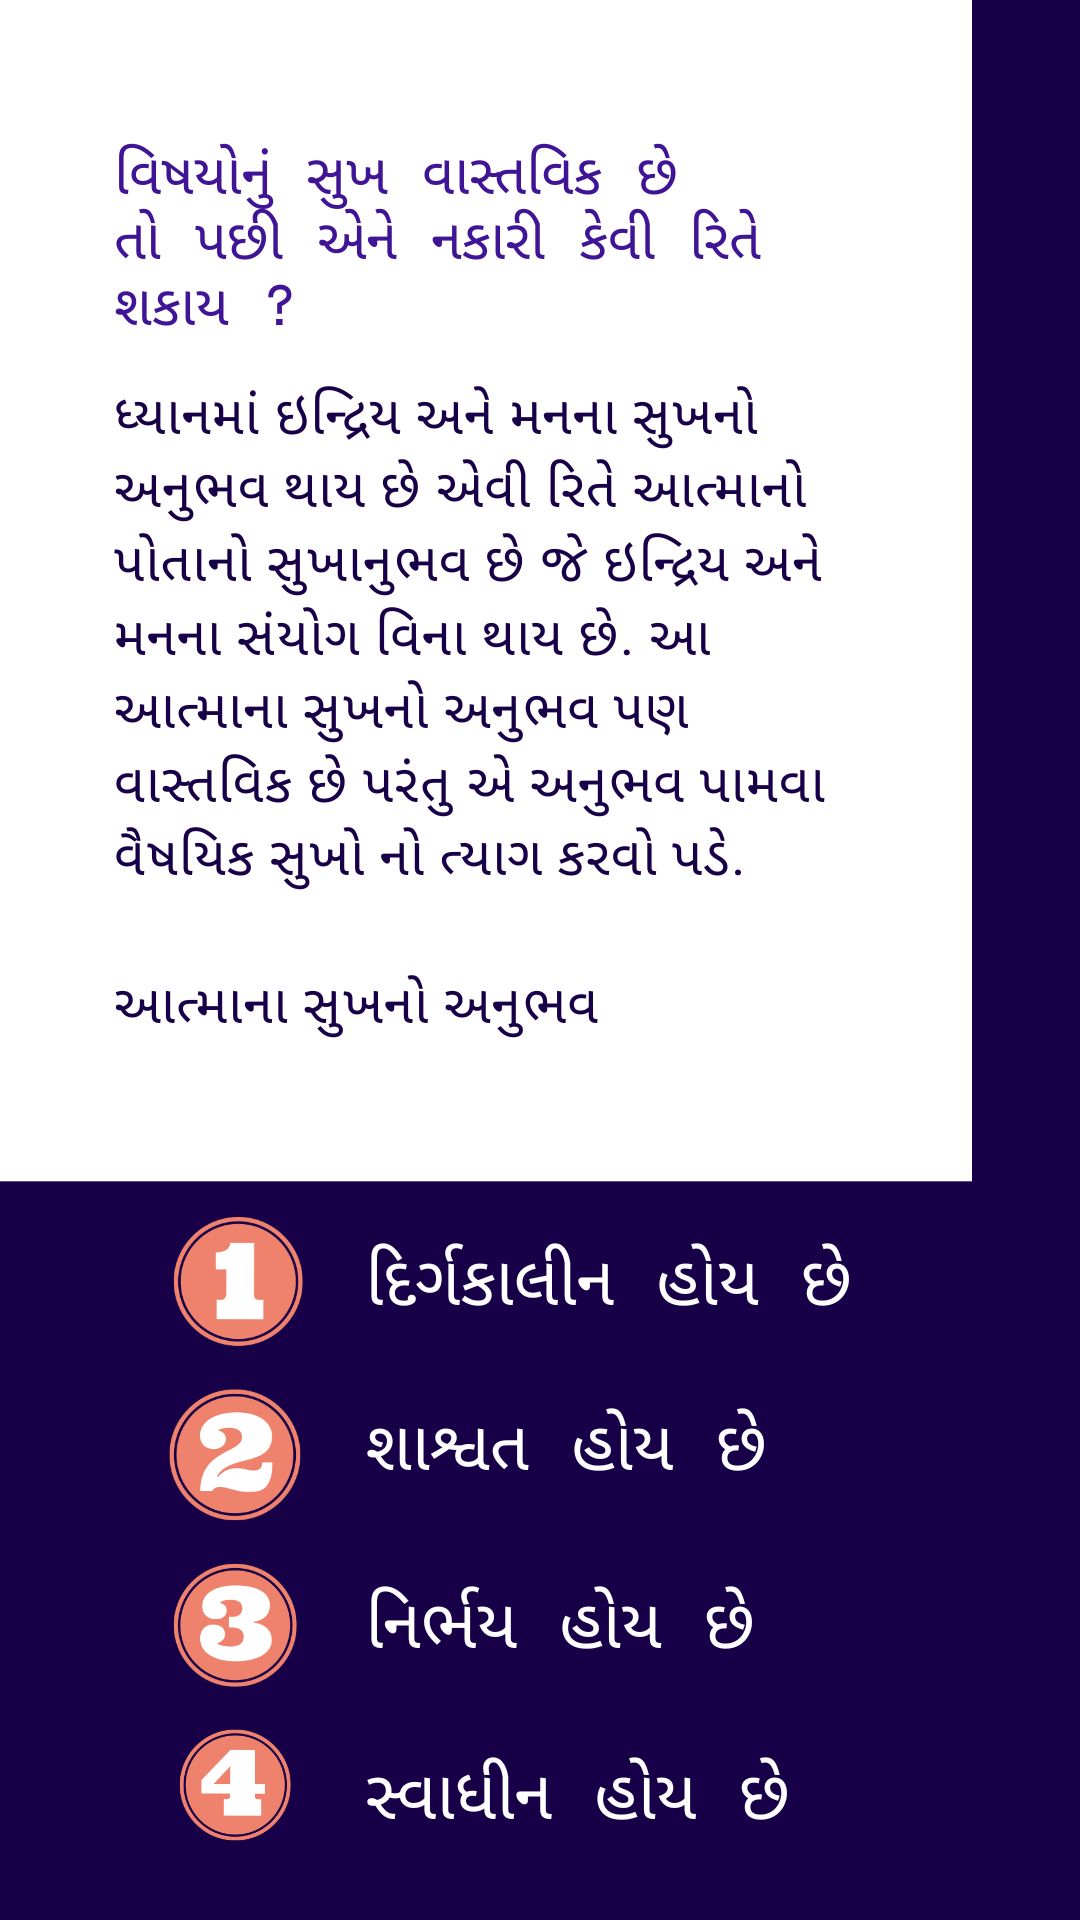 વિષયોનું સુખ વાસ્તવિક છે
તો પછી એને નકારી કેવી રિતે
શકાય ?
ધ્યાનમાં ઇન્દ્રિય અને મનના સુખનો
અનુભવ થાય છે એવી રિતે આત્માનો
પોતાનો સુખાનુભવ છે જે ઇન્દ્રિય અને
મનના સંયોગ વિના થાય છે. આ
આત્માના સુખનો અનુભવ પણ
વાસ્તવિક છે પરંતુ એ અનુભવ પામવા
વૈષયિક સુખો નો ત્યાગ કરવો પડે.
આત્માના સુખનો અનુભવ
1 દિર્ગકાલીન હોય છે
2 શાશ્વત હોય છે
3 નિર્ભય હોય છે
4 સ્વાધીન હોય છે